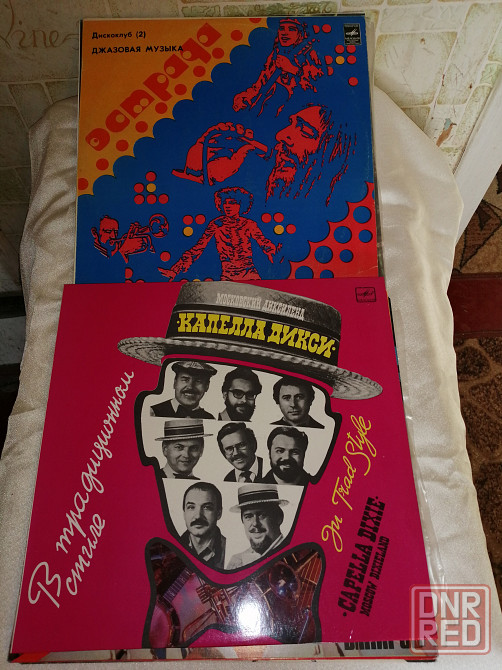 Wine
Дискоклуб (2)
ДЖАЗОВАЯ МУЗЫКА
эстрада
МОСКОВСКИЙ ДИКСИЛЕНД
·КАПЕЛЛА ДИКСИ·
В традиционном
стиле
In Trad Style
·CAPELLA DIXIE·
MOSCOW DIXIELAND
DNR
RED